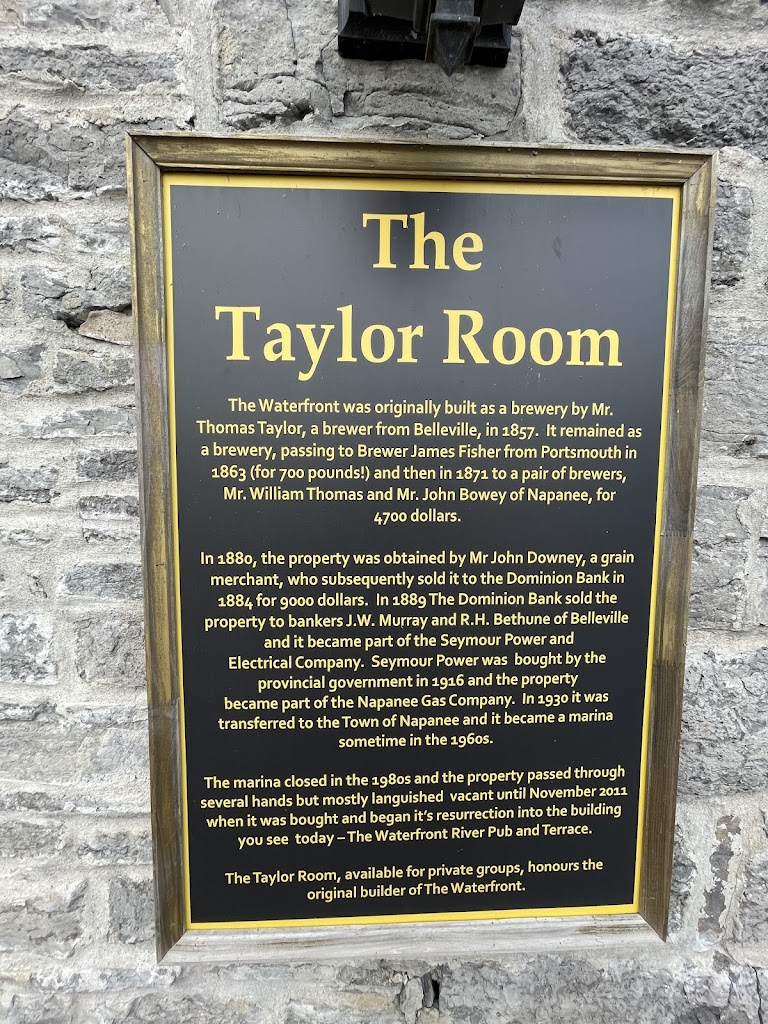 The
Taylor Room
The Waterfront was originally built as a brewery by Mr.
Thomas Taylor, a brewer from Belleville, in 1857. It remained as
a brewery, passing to Brewer James Fisher from Portsmouth in
1863 (for 700 pounds!) and then in 1871 to a pair of brewers,
Mr. William Thomas and Mr. John Bowey of Napanee, for
4700 dollars.
In 1880, the property was obtained by Mr John Downey, a grain
merchant, who subsequently sold it to the Dominion Bank in
1884 for 9000 dollars. In 1889 The Dominion Bank sold the
property to bankers J.W. Murray and R.H. Bethune of Belleville
and it became part of the Seymour Power and
Electrical Company. Seymour Power was bought by the
provincial government in 1916 and the property
became part of the Napanee Gas Company. In 1930 it was
transferred to the Town of Napanee and it became a marina
sometime in the 1960s.
The marina closed in the 1980s and the property passed through
several hands but mostly languished vacant until November 2011
when it was bought and began it's resurrection into the building
you see today – The Waterfront River Pub and Terrace.
The Taylor Room, available for private groups, honours the
original builder of The Waterfront.